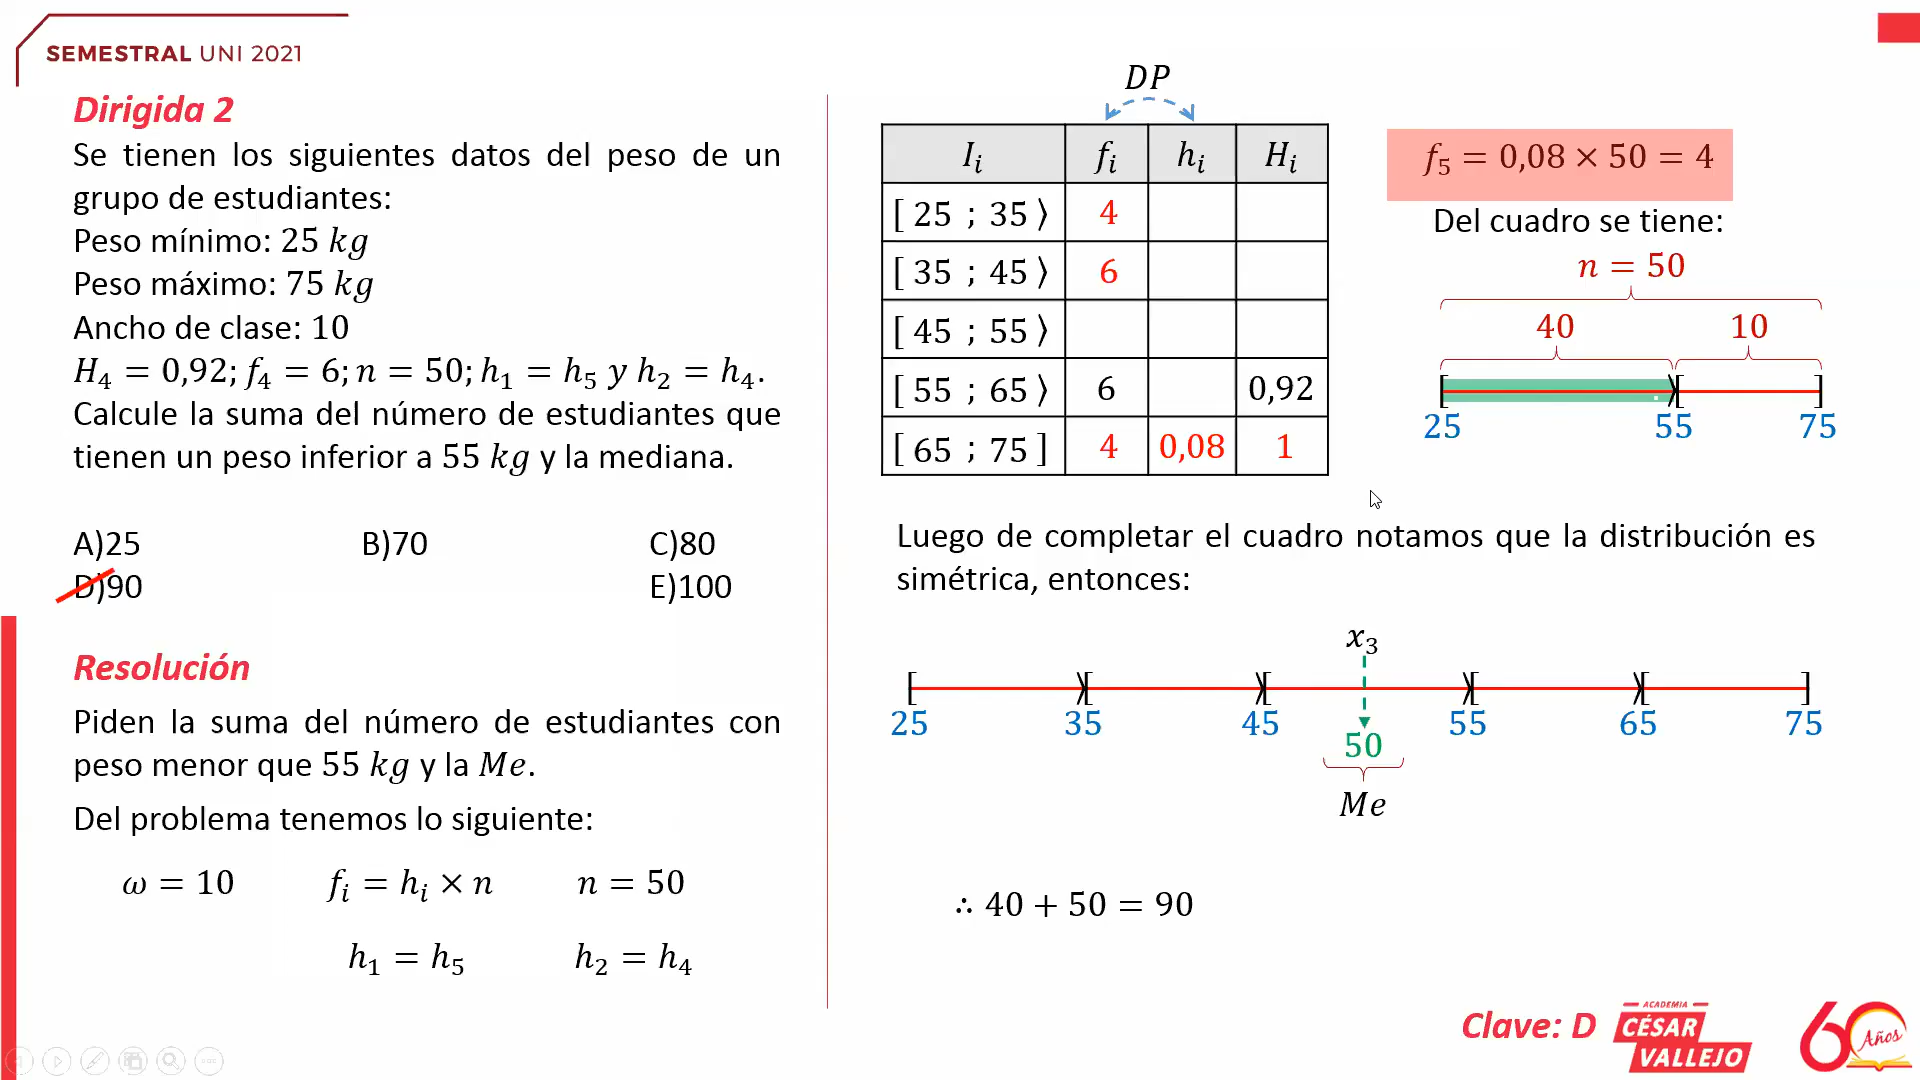 SEMESTRAL UNI 2021
Dirigida 2
Se tienen los siguientes datos del peso de un
grupo de estudiantes:
Peso mínimo: 25 kg
Peso máximo: 75 kg
Ancho de clase: 10
H₄ = 0,92; f₄ = 6; n = 50; h₁ = h₅ y h₂ = h₄.
Calcule la suma del número de estudiantes que
tienen un peso inferior a 55 kg y la mediana.
A)25 B)70 C)80
D)90 E)100
Resolución
Piden la suma del número de estudiantes con
peso menor que 55 kg y la Me.
Del problema tenemos lo siguiente:
ω = 10 fᵢ = hᵢ × n n = 50
h₁ = h₅ h₂ = h₄
DP
Iᵢ fᵢ hᵢ Hᵢ
[ 25 ; 35 ⟩ 4
[ 35 ; 45 ⟩ 6
[ 45 ; 55 ⟩
[ 55 ; 65 ⟩ 6 0,92
[ 65 ; 75 ] 4 0,08 1
f₅ = 0,08 × 50 = 4
Del cuadro se tiene:
n = 50
40 10
25 55 75
Luego de completar el cuadro notamos que la distribución es
simétrica, entonces:
x₃
25 35 45 55 65 75
50
Me
∴ 40 + 50 = 90
Clave: D
ACADEMIA
CÉSAR
VALLEJO
60
Años